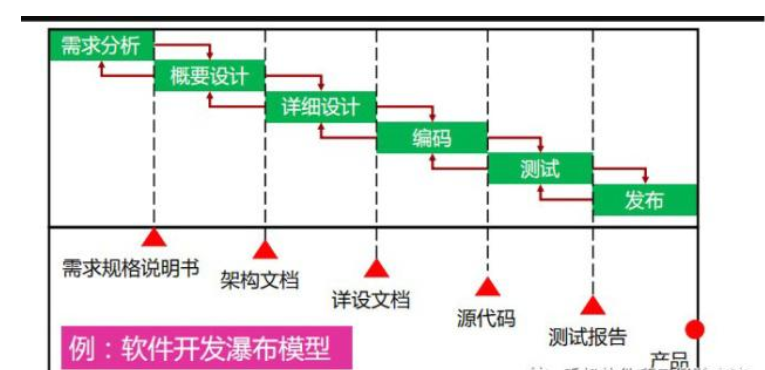 需求分析
概要设计
详细设计
编码
测试
发布
需求规格说明书
架构文档
详设文档
源代码
测试报告
产品
例：软件开发瀑布模型